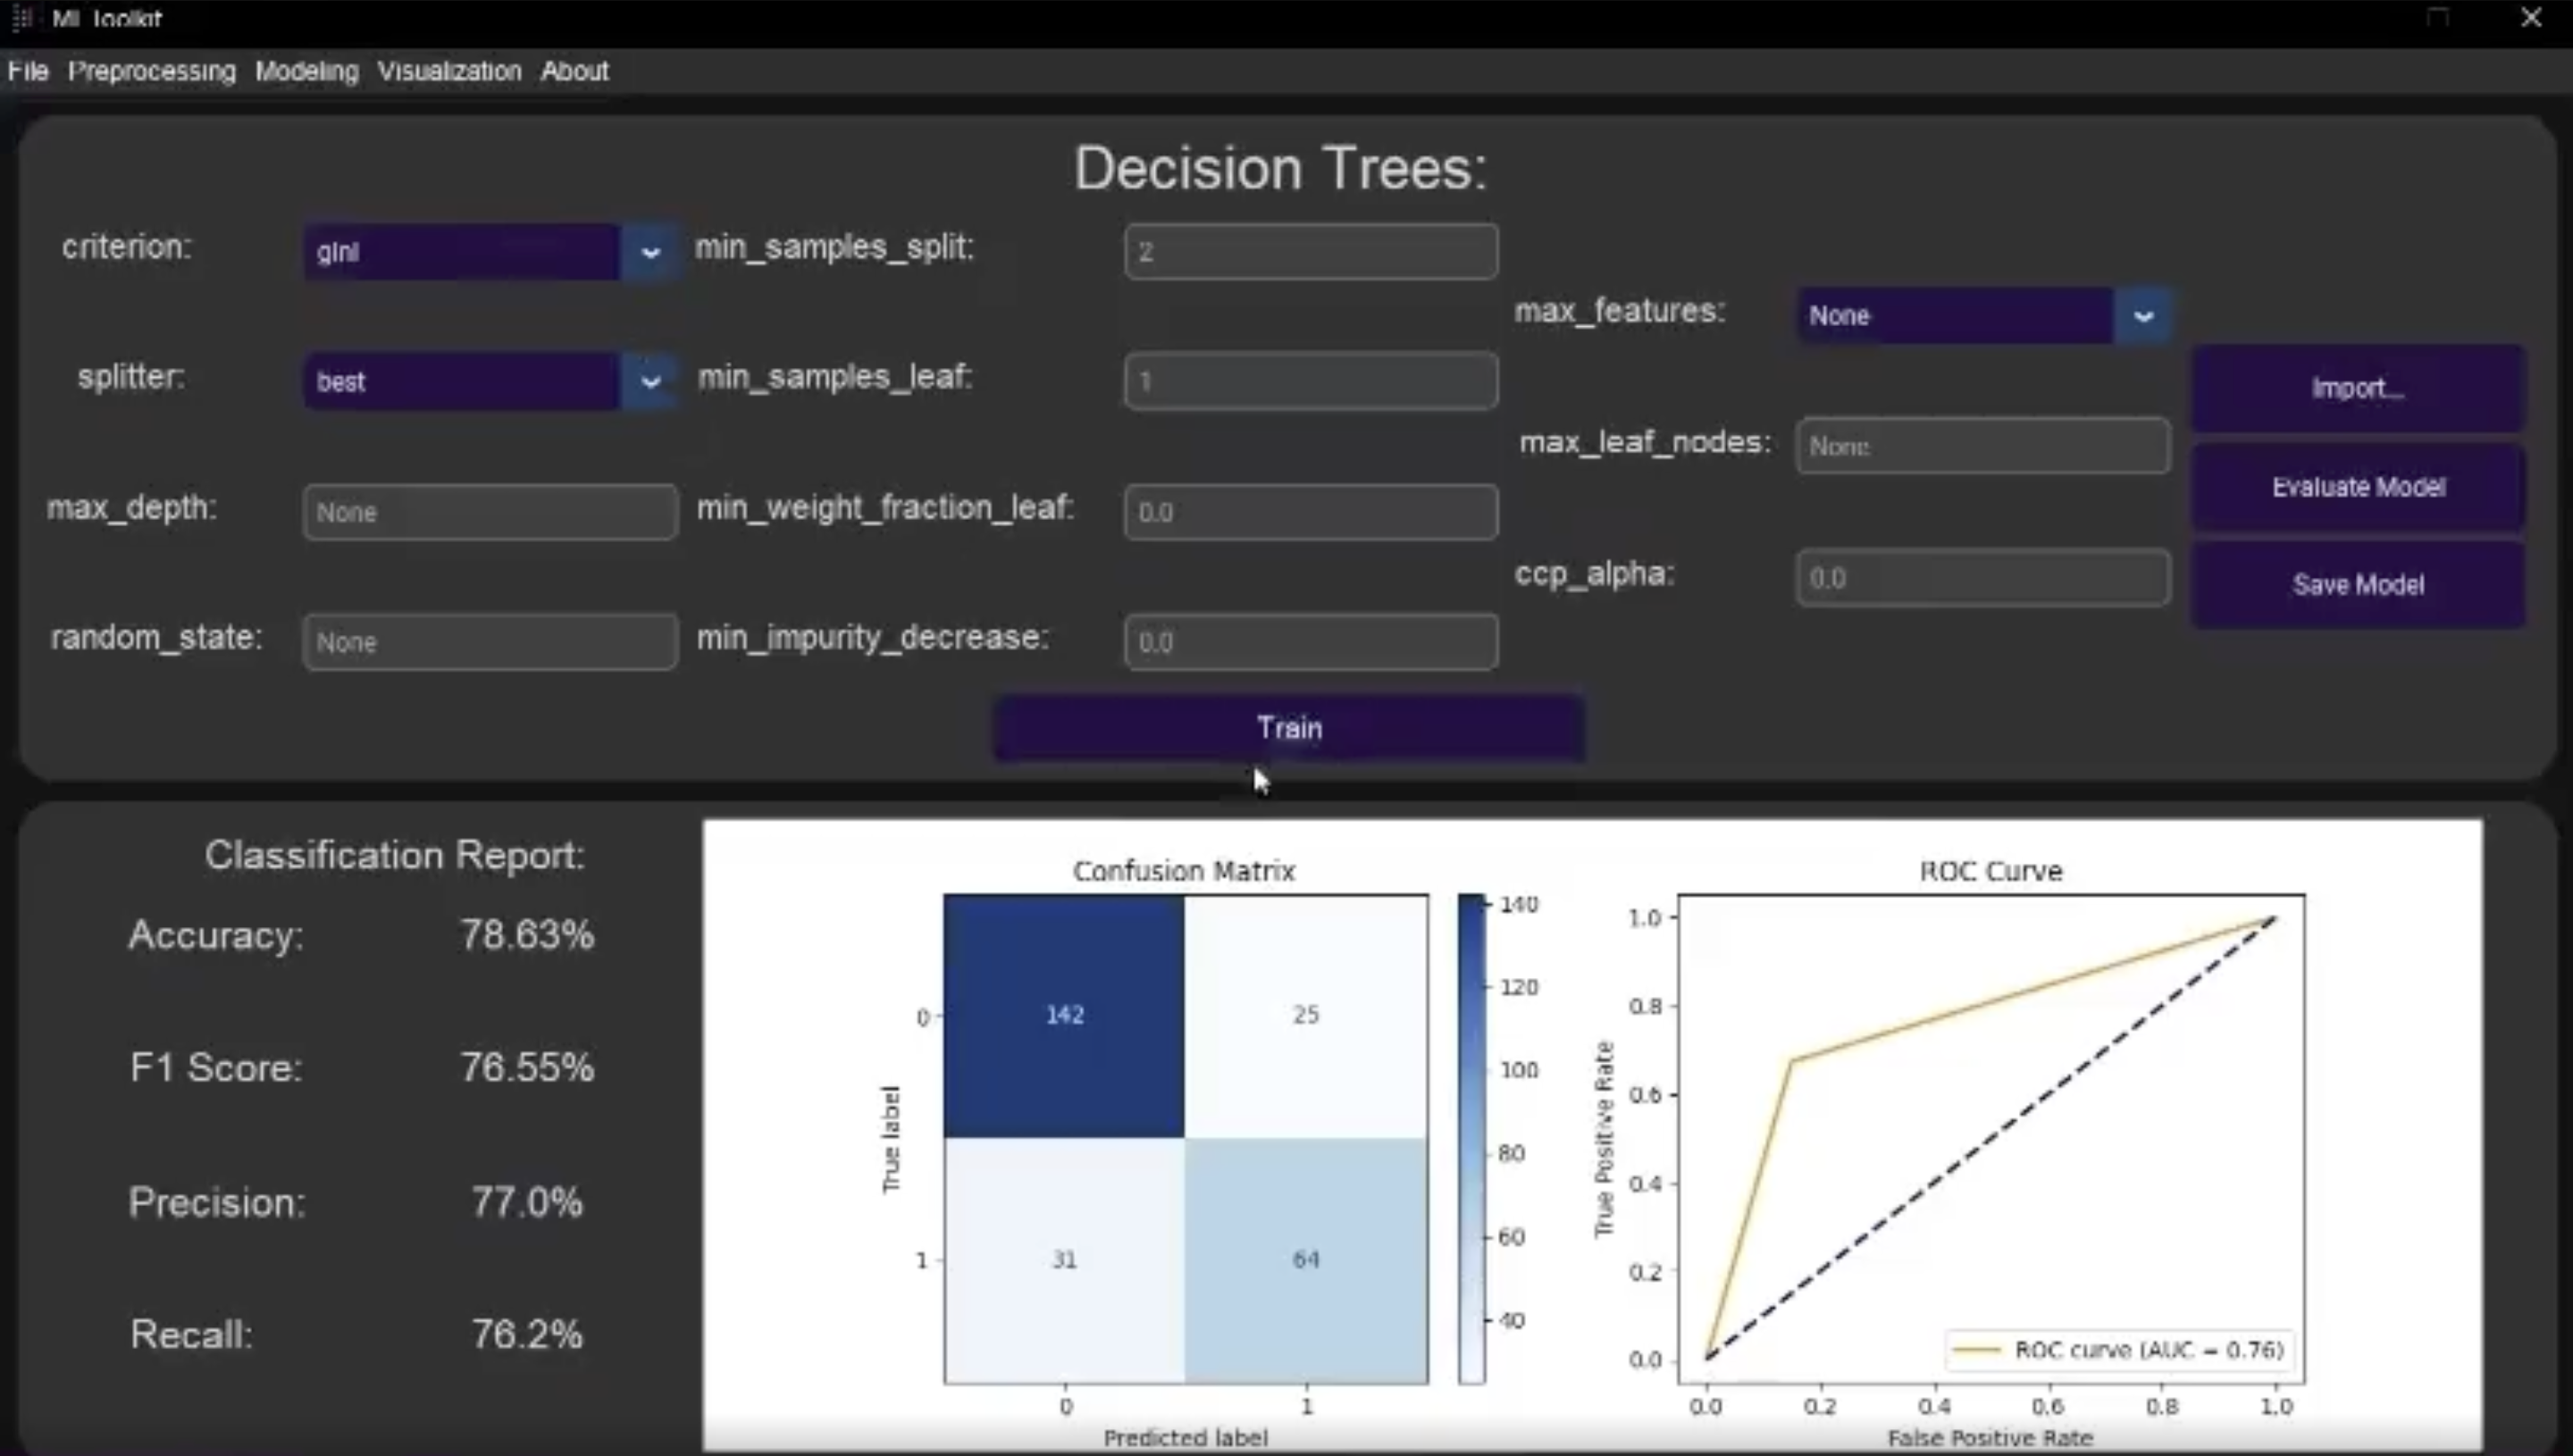 ML Toolkit
File Preprocessing Modeling Visualization About
Decision Trees:
criterion: gini
min_samples_split: 2
max_features: None
splitter: best
min_samples_leaf: 1
Import...
max_leaf_nodes: None
Evaluate Model
max_depth: None
min_weight_fraction_leaf: 0.0
ccp_alpha: 0.0
Save Model
random_state: None
min_impurity_decrease: 0.0
Train
Classification Report:
Accuracy: 78.63%
F1 Score: 76.55%
Precision: 77.0%
Recall: 76.2%
Confusion Matrix
True label
0
1
142 25
31 64
0 1
Predicted label
140
120
100
80
60
40
ROC Curve
True Positive Rate
1.0
0.8
0.6
0.4
0.2
0.0
ROC curve (AUC = 0.76)
0.0 0.2 0.4 0.6 0.8 1.0
False Positive Rate